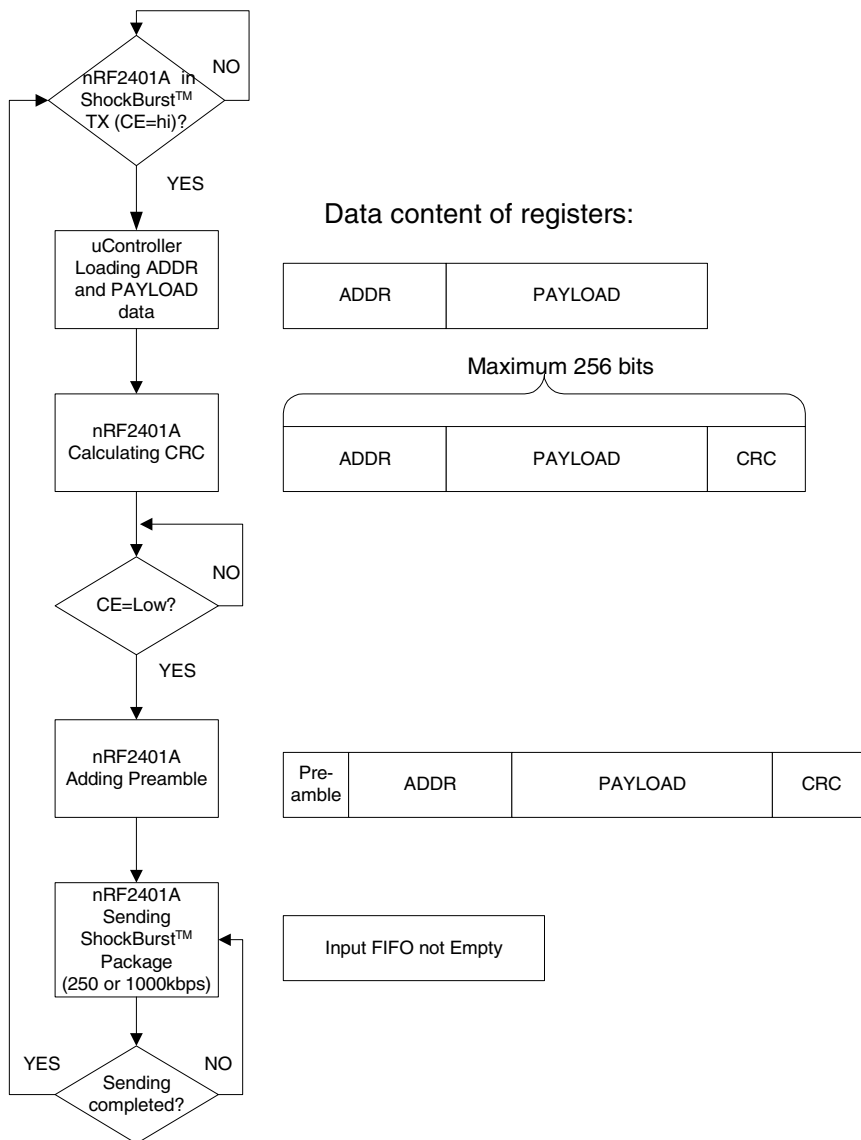 NO
nRF2401A in
ShockBurst™
TX (CE=hi)?
YES
Data content of registers:
uController
Loading ADDR
and PAYLOAD
data
ADDR PAYLOAD
Maximum 256 bits
nRF2401A
Calculating CRC
ADDR PAYLOAD CRC
NO
CE=Low?
YES
nRF2401A
Adding Preamble
Pre-
amble
ADDR PAYLOAD CRC
nRF2401A
Sending
ShockBurst™
Package
(250 or 1000kbps)
Input FIFO not Empty
YES NO
Sending
completed?